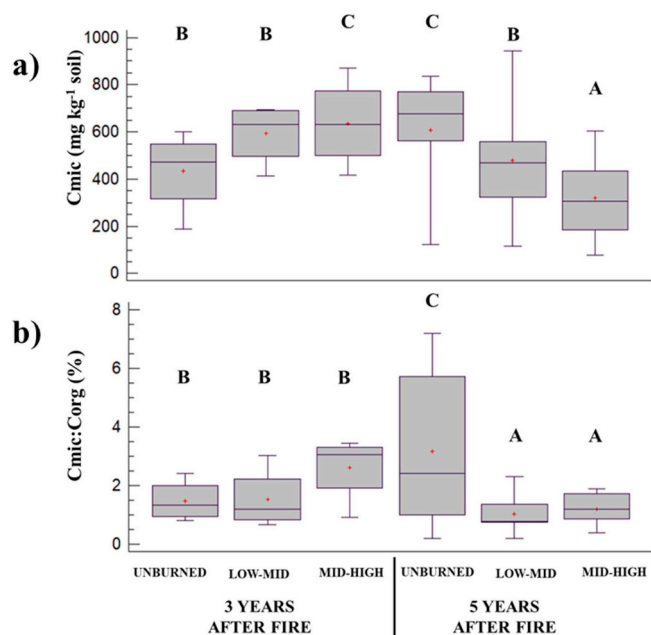 a)
Cmic (mg kg⁻¹ soil)
1000
800
600
400
200
0
B B C C B A
b)
Cmic:Corg (%)
8
6
4
2
0
B B B C A A
UNBURNED LOW-MID MID-HIGH UNBURNED LOW-MID MID-HIGH
3 YEARS 5 YEARS
AFTER FIRE AFTER FIRE